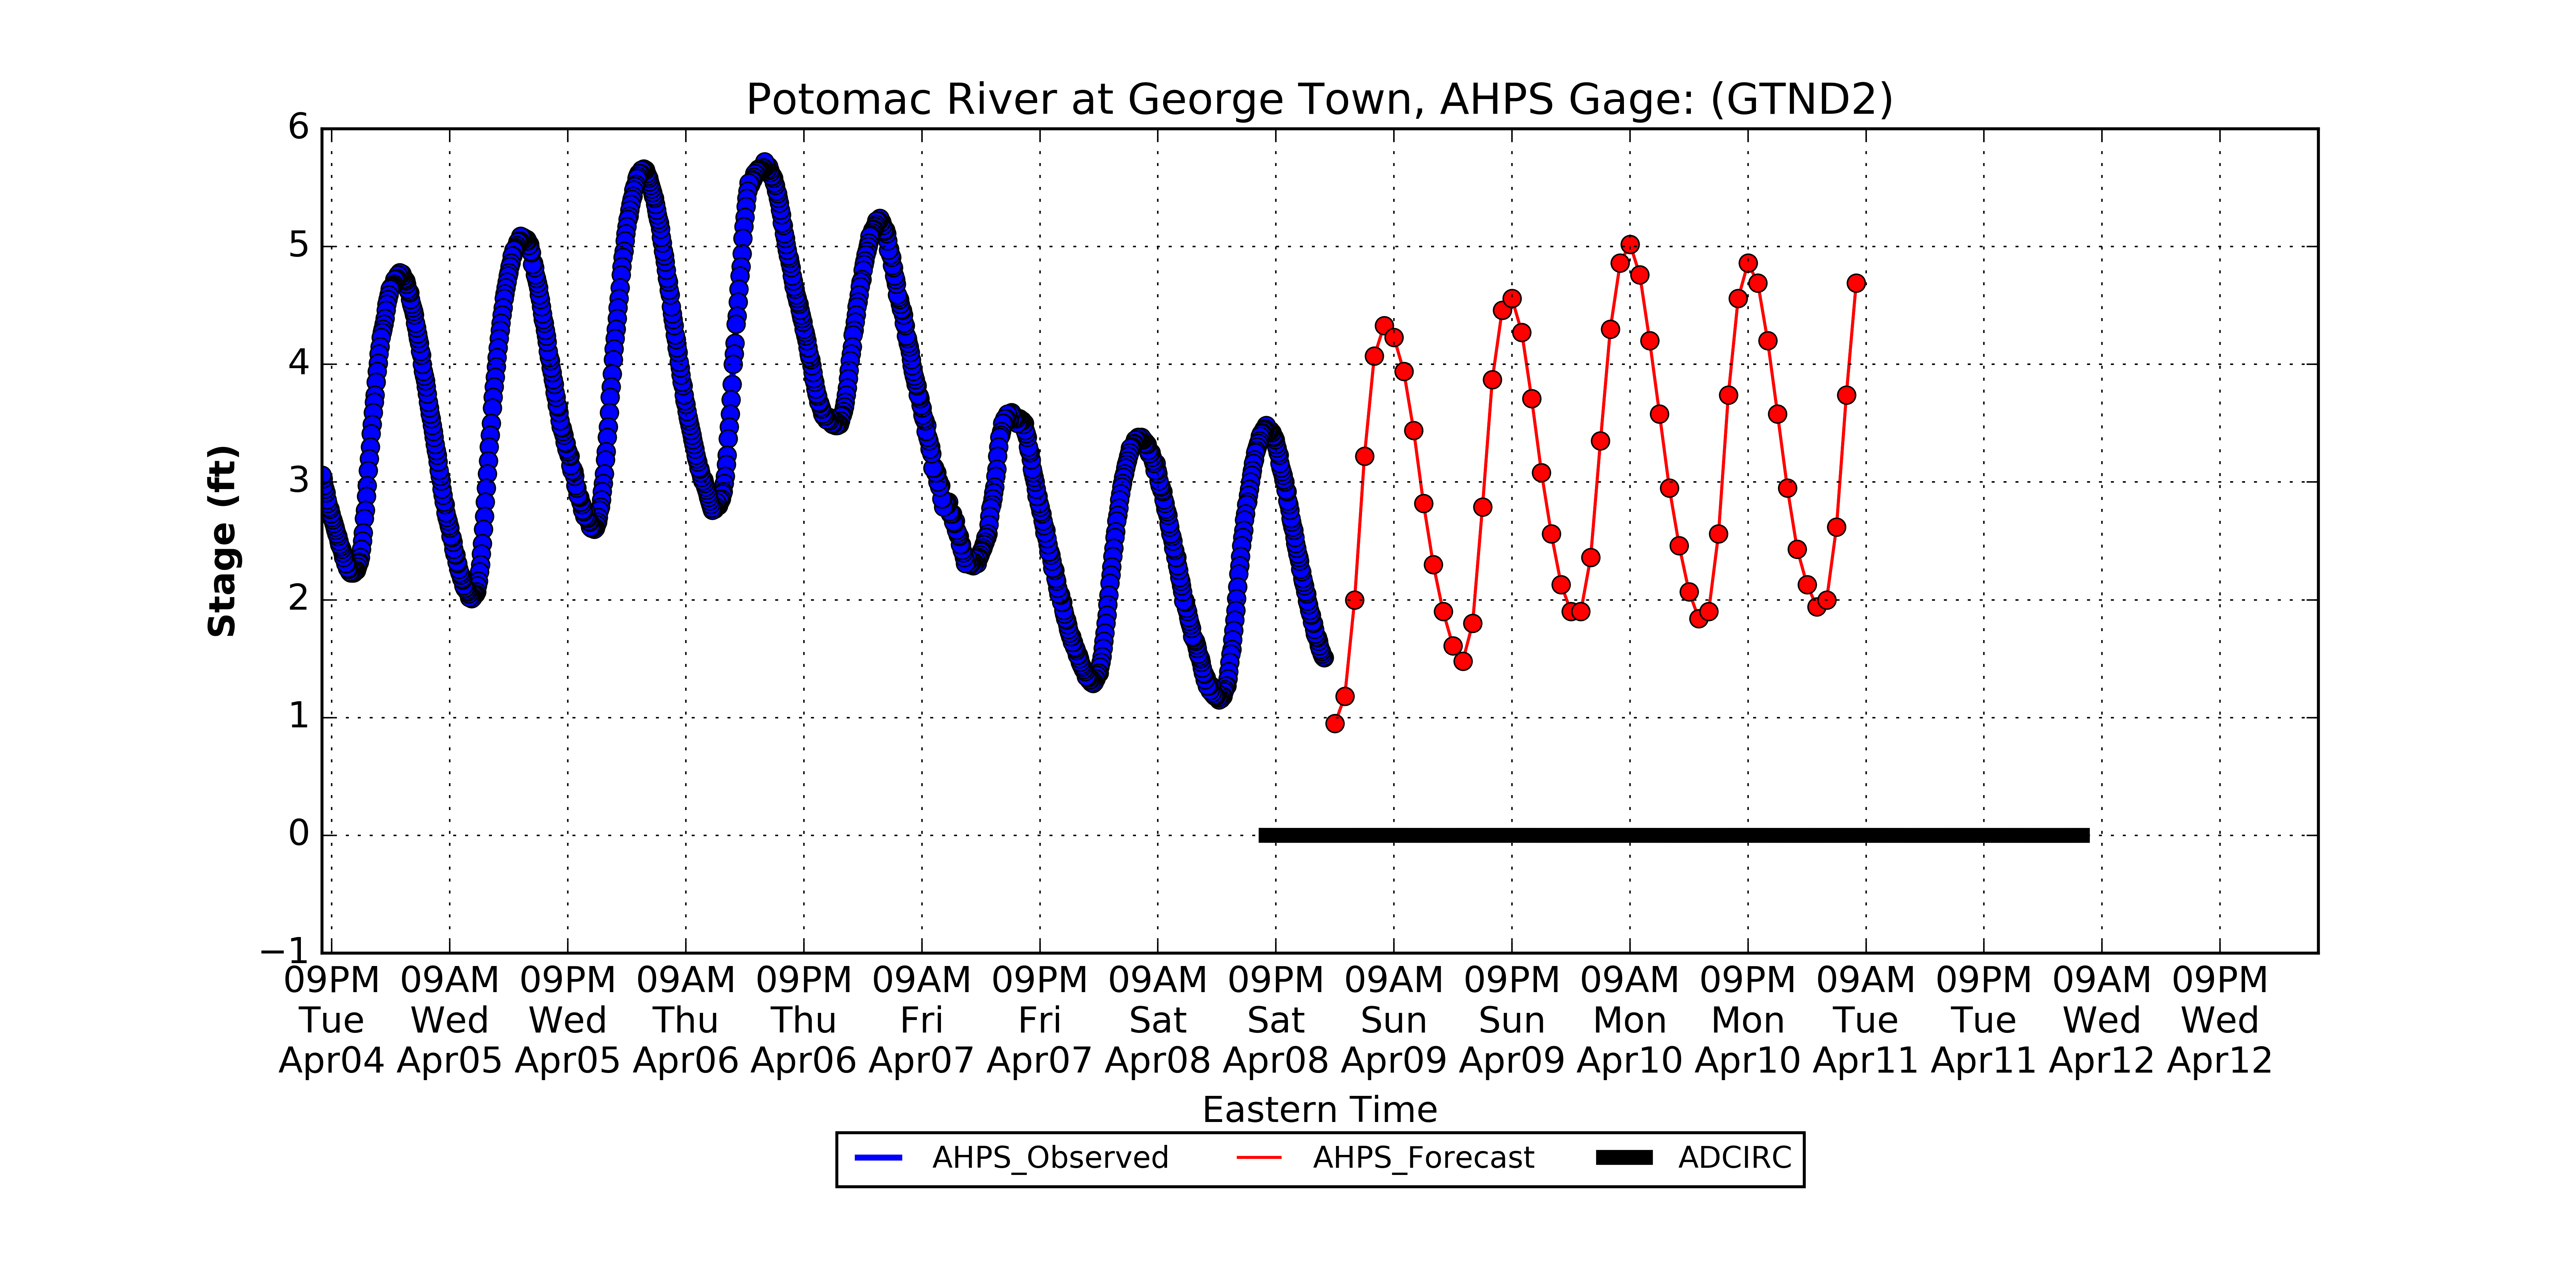 Potomac River at George Town, AHPS Gage: (GTND2)
6
5
4
3
2
1
0
−1
Stage (ft)
09PM 09AM 09PM 09AM 09PM 09AM 09PM 09AM 09PM 09AM 09PM 09AM 09PM 09AM 09PM 09AM 09PM
Tue Wed Wed Thu Thu Fri Fri Sat Sat Sun Sun Mon Mon Tue Tue Wed Wed
Apr04 Apr05 Apr05 Apr06 Apr06 Apr07 Apr07 Apr08 Apr08 Apr09 Apr09 Apr10 Apr10 Apr11 Apr11 Apr12 Apr12
Eastern Time
AHPS_Observed AHPS_Forecast ADCIRC